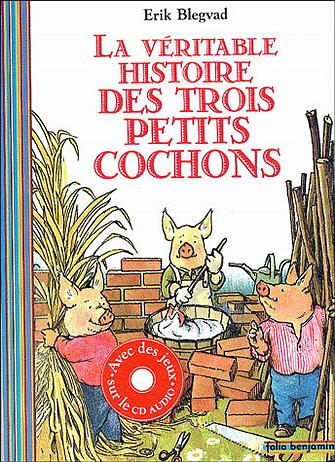 Erik Blegvad
LA VÉRITABLE
HISTOIRE
DES TROIS
PETITS
COCHONS
Avec des jeux
sur le CD AUDIO
folio benjamin